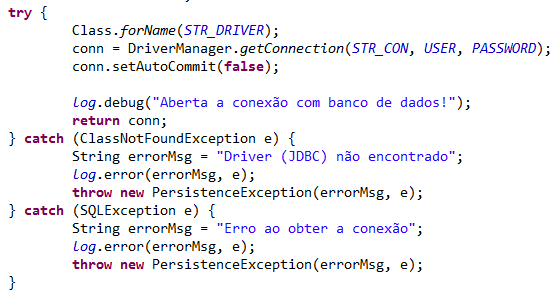 try {
        Class.forName(STR_DRIVER);
        conn = DriverManager.getConnection(STR_CON, USER, PASSWORD);
        conn.setAutoCommit(false);

        log.debug("Aberta a conexão com banco de dados!");
        return conn;
} catch (ClassNotFoundException e) {
        String errorMsg = "Driver (JDBC) não encontrado";
        log.error(errorMsg, e);
        throw new PersistenceException(errorMsg, e);
} catch (SQLException e) {
        String errorMsg = "Erro ao obter a conexão";
        log.error(errorMsg, e);
        throw new PersistenceException(errorMsg, e);
}